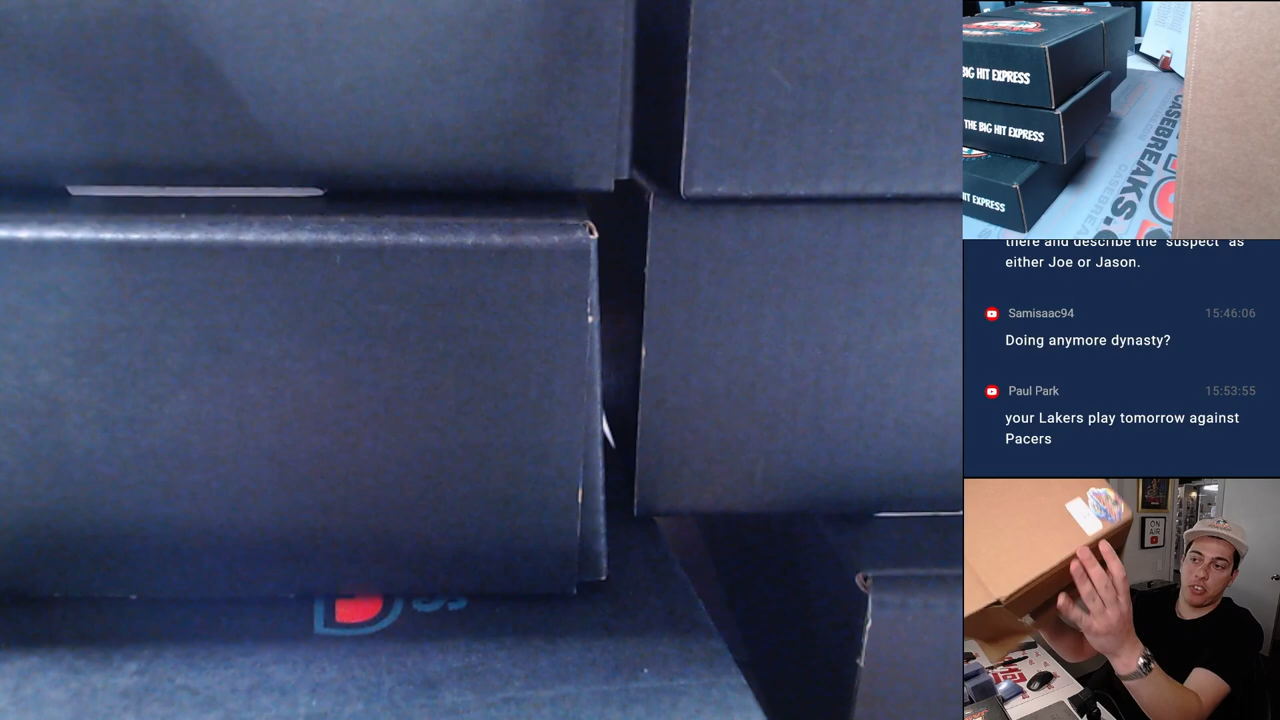 BIG HIT EXPRESS
THE BIG HIT EXPRESS
HIT EXPRESS
CASEBREAKS.
there and describe the "suspect" as
either Joe or Jason.
Samisaac94 15:46:06
Doing anymore dynasty?
Paul Park 15:53:55
your Lakers play tomorrow against
Pacers
ON
AIR